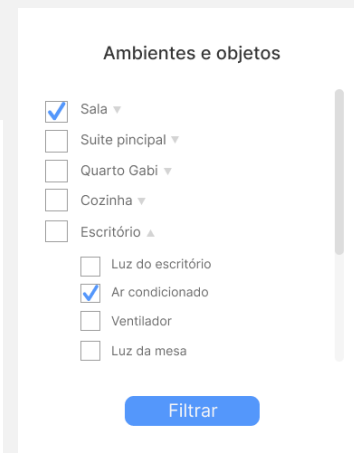 Ambientes e objetos
Sala
Suite pincipal
Quarto Gabi
Cozinha
Escritório
Luz do escritório
Ar condicionado
Ventilador
Luz da mesa
Filtrar